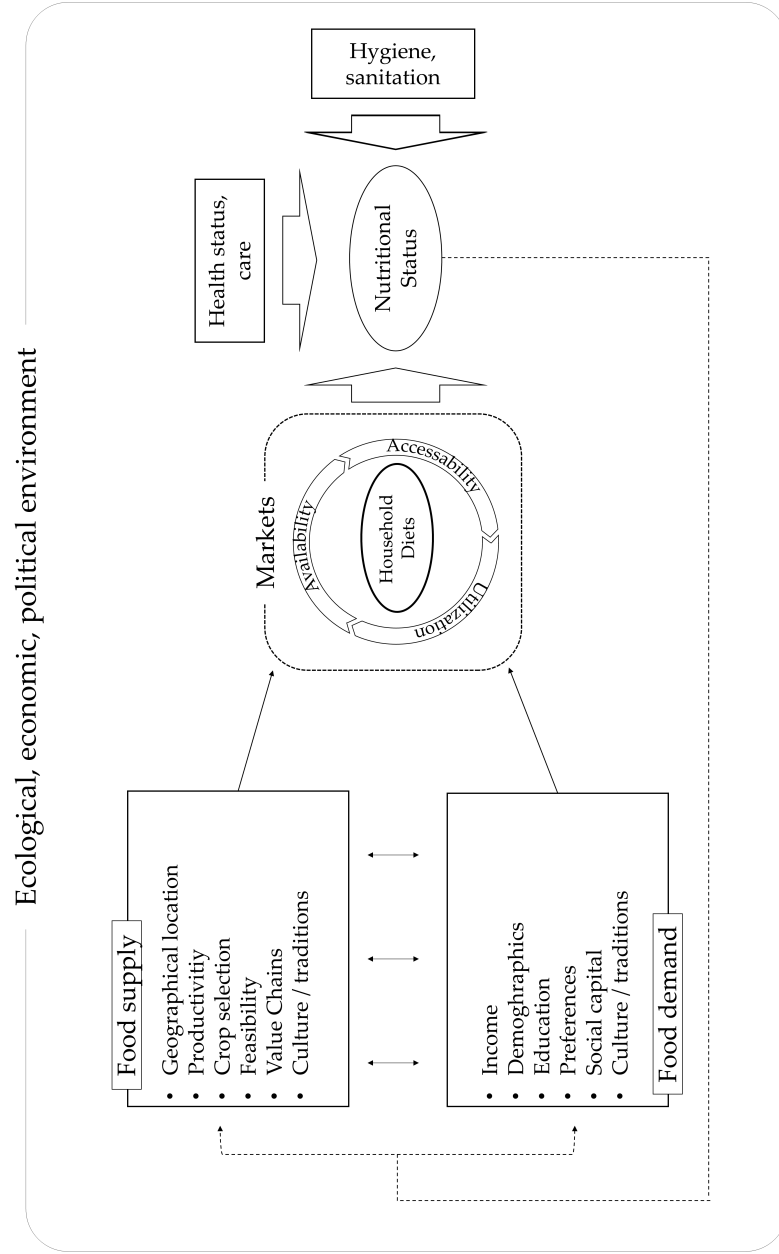 Ecological, economic, political environment
Food supply
• Geographical location
• Productivitiy
• Crop selection
• Feasibility
• Value Chains
• Culture / traditions
• Income
• Demoghraphics
• Education
• Preferences
• Social capital
• Culture / traditions
Food demand
Markets
Availability
Accessability
Utilization
Household
Diets
Health status,
care
Nutritional
Status
Hygiene,
sanitation